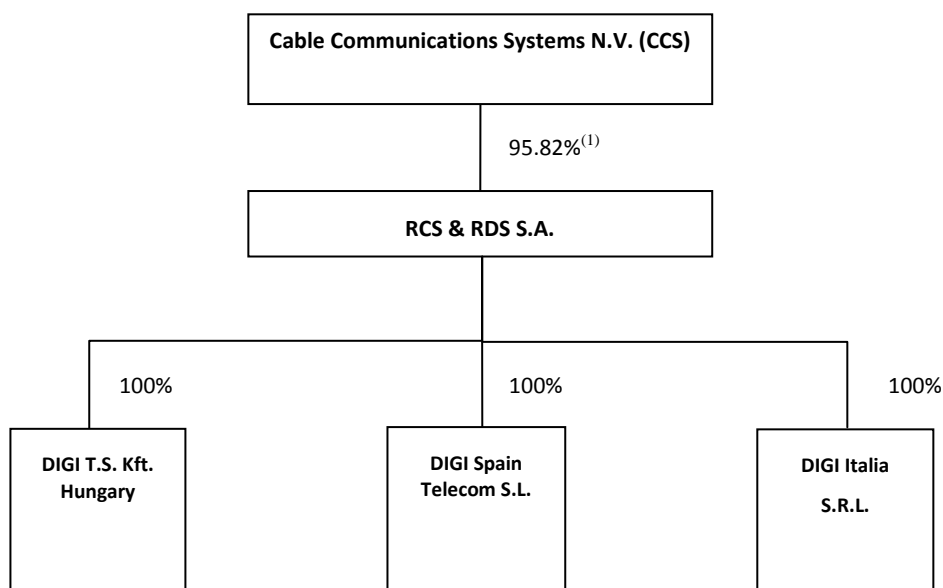 Cable Communications Systems N.V. (CCS)
95.82%(1)
RCS & RDS S.A.
100%
100%
100%
DIGI T.S. Kft.
Hungary
DIGI Spain
Telecom S.L.
DIGI Italia
S.R.L.